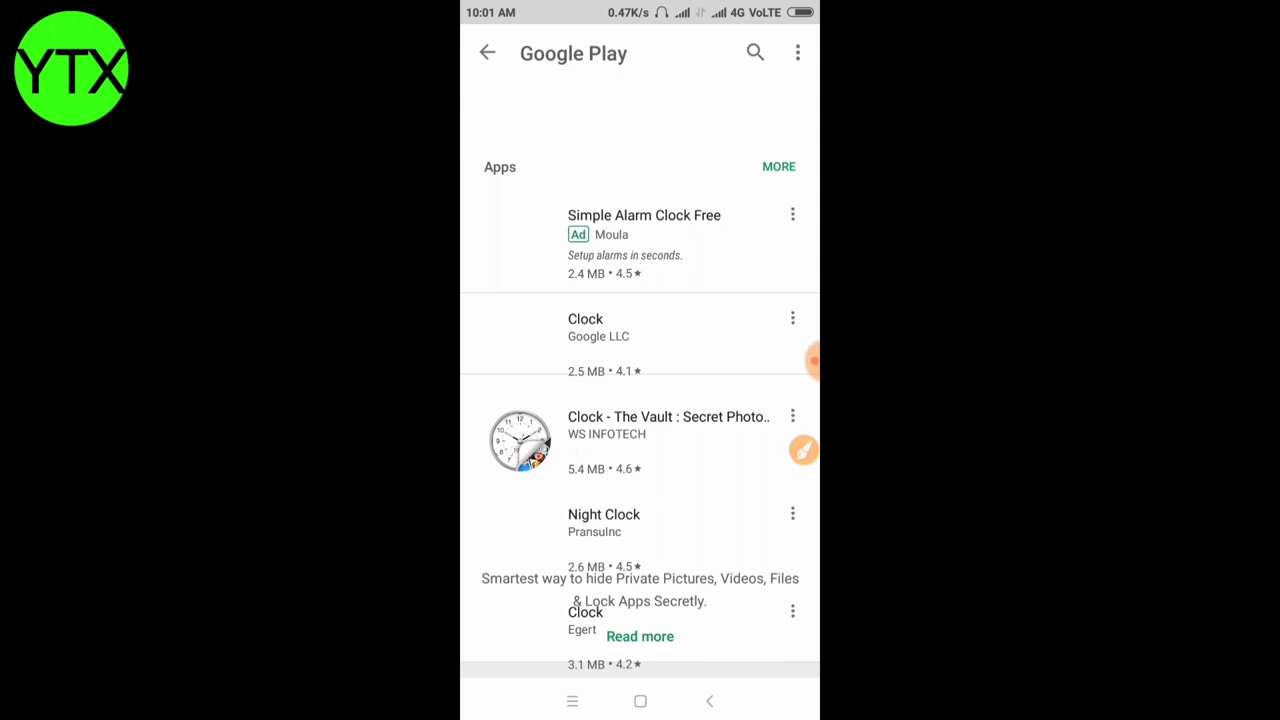 YTX
10:01 AM 0.47K/s 4G VoLTE
Google Play
Apps MORE
Simple Alarm Clock Free
Ad Moula
Setup alarms in seconds.
2.4 MB • 4.5★
Clock
Google LLC
2.5 MB • 4.1★
Clock - The Vault : Secret Photo..
WS INFOTECH
5.4 MB • 4.6★
Night Clock
PransuInc
2.6 MB • 4.5★
Smartest way to hide Private Pictures, Videos, Files
& Lock Apps Secretly.
Clock
Egert
Read more
3.1 MB • 4.2★